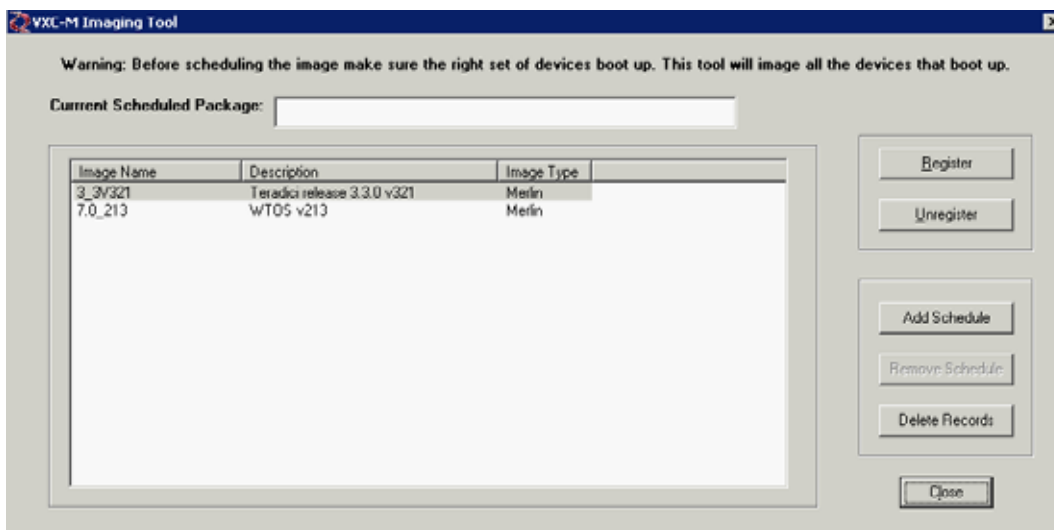 VXC-M Imaging Tool
Warning: Before scheduling the image make sure the right set of devices boot up. This tool will image all the devices that boot up.
Currrent Scheduled Package:
Image Name Description Image Type
3_3V321 Teradici release 3.3.0 v321 Merlin
7.0_213 WTOS v213 Merlin
Register
Unregister
Add Schedule
Remove Schedule
Delete Records
Close